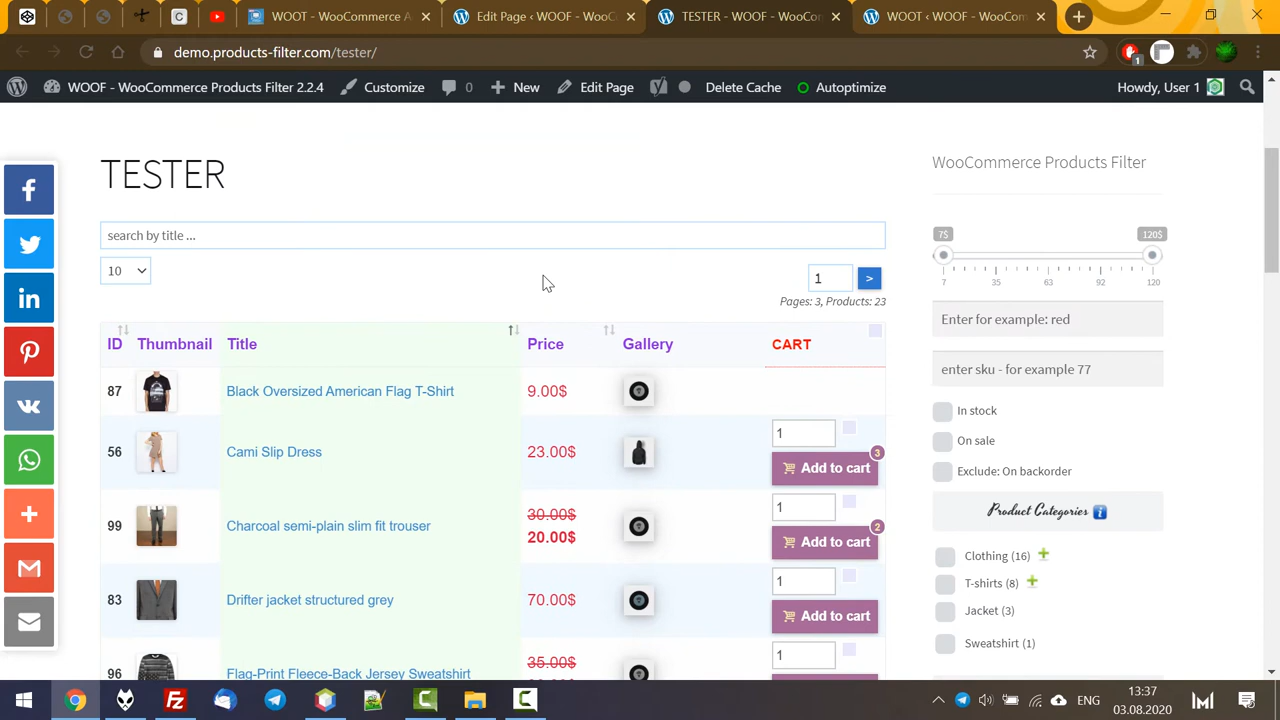 WOOT - WooCommerce A
Edit Page ‹ WOOF - WooC
TESTER - WOOF - WooCo
WOOT ‹ WOOF - WooCom
demo.products-filter.com/tester/
1
WOOF - WooCommerce Products Filter 2.2.4
Customize
0
New
Edit Page
Delete Cache
Autoptimize
Howdy, User 1
TESTER
WooCommerce Products Filter
search by title ...
10
1
>
Pages: 3, Products: 23
7$
120$
7
35
63
92
120
Enter for example: red
enter sku - for example 77
In stock
On sale
Exclude: On backorder
Product Categories
Clothing (16)
T-shirts (8)
Jacket (3)
Sweatshirt (1)
ID
Thumbnail
Title
Price
Gallery
CART
87
Black Oversized American Flag T-Shirt
9.00$
56
Cami Slip Dress
23.00$
1
Add to cart
3
99
Charcoal semi-plain slim fit trouser
30.00$
20.00$
1
Add to cart
2
83
Drifter jacket structured grey
70.00$
1
Add to cart
96
Flag-Print Fleece-Back Jersey Sweatshirt
35.00$
1
ENG
13:37
03.08.2020